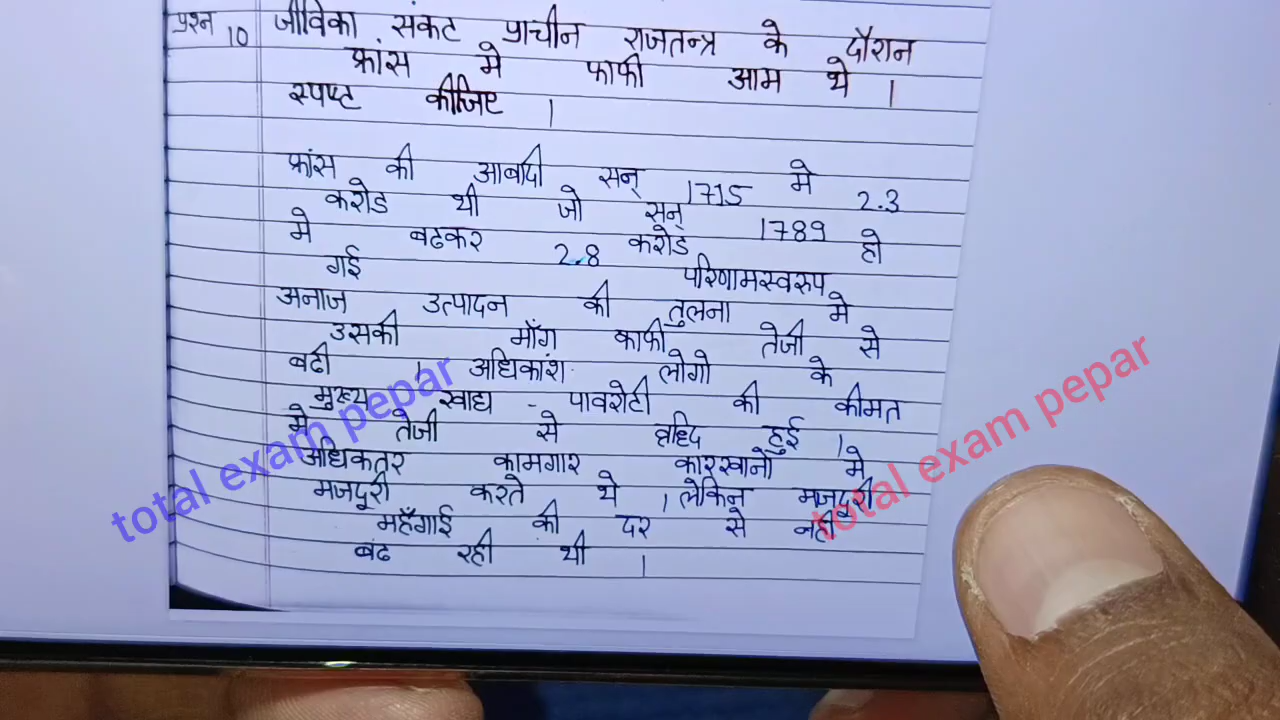 प्रश्न 10 जीविका संकट प्राचीन राजतन्त्र के दौरान
फ्रांस मे काफी आम थे ।
स्पष्ट कीजिए ।
फ्रांस की आबादी सन् 1715 मे 2.3
करोड थी जो सन् 1789
मे बढकर 2.8 करोड हो
गई परिणामस्वरुप
अनाज उत्पादन की तुलना मे
उसकी माँग काफी तेजी से
बढी । अधिकांश लोगो के
मुख्य खाद्य - पावरोटी की कीमत
मे तेजी से वृद्दि हुई ।
अधिकतर कामगार कारखानो मे
मजदूरी करते थे । लेकिन मजदूरी
महँगाई की दर से नही
बढ रही थी ।
total exam pepar
total exam pepar